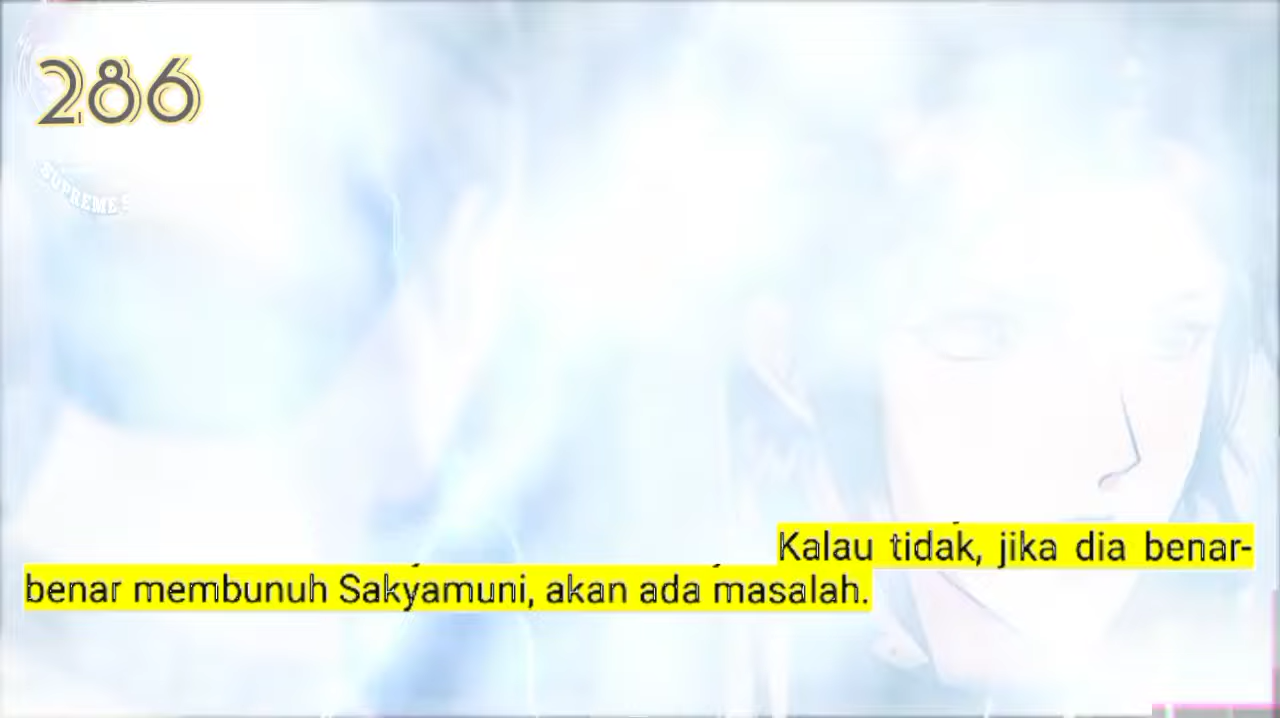 286
SUPREME S
Kalau tidak, jika dia benar-
benar membunuh Sakyamuni, akan ada masalah.